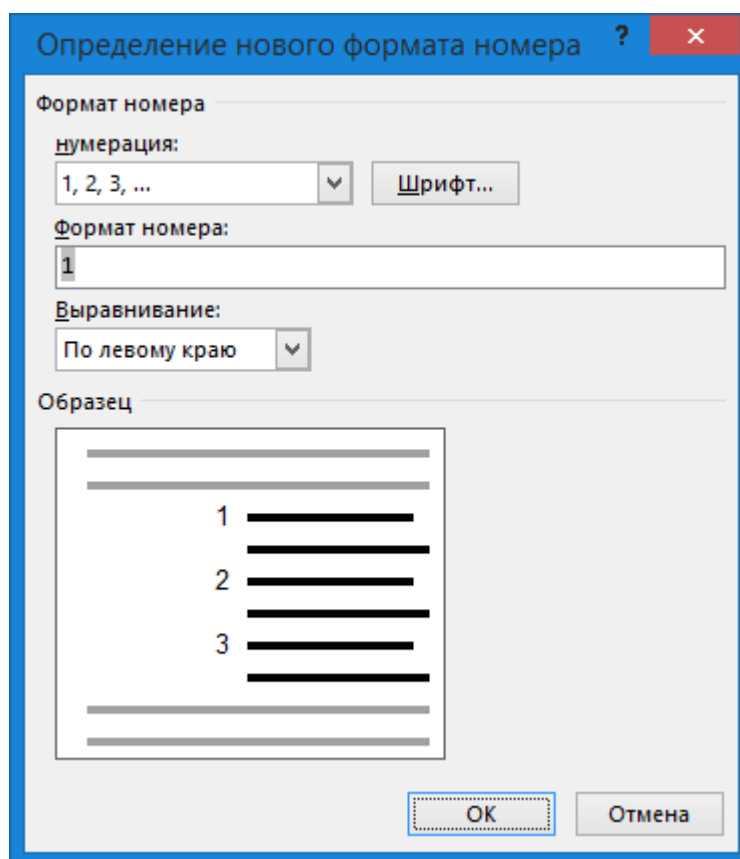 Определение нового формата номера ? ×
Формат номера
нумерация:
1, 2, 3, ... Шрифт...
Формат номера:
1
Выравнивание:
По левому краю
Образец
1
2
3
ОК Отмена